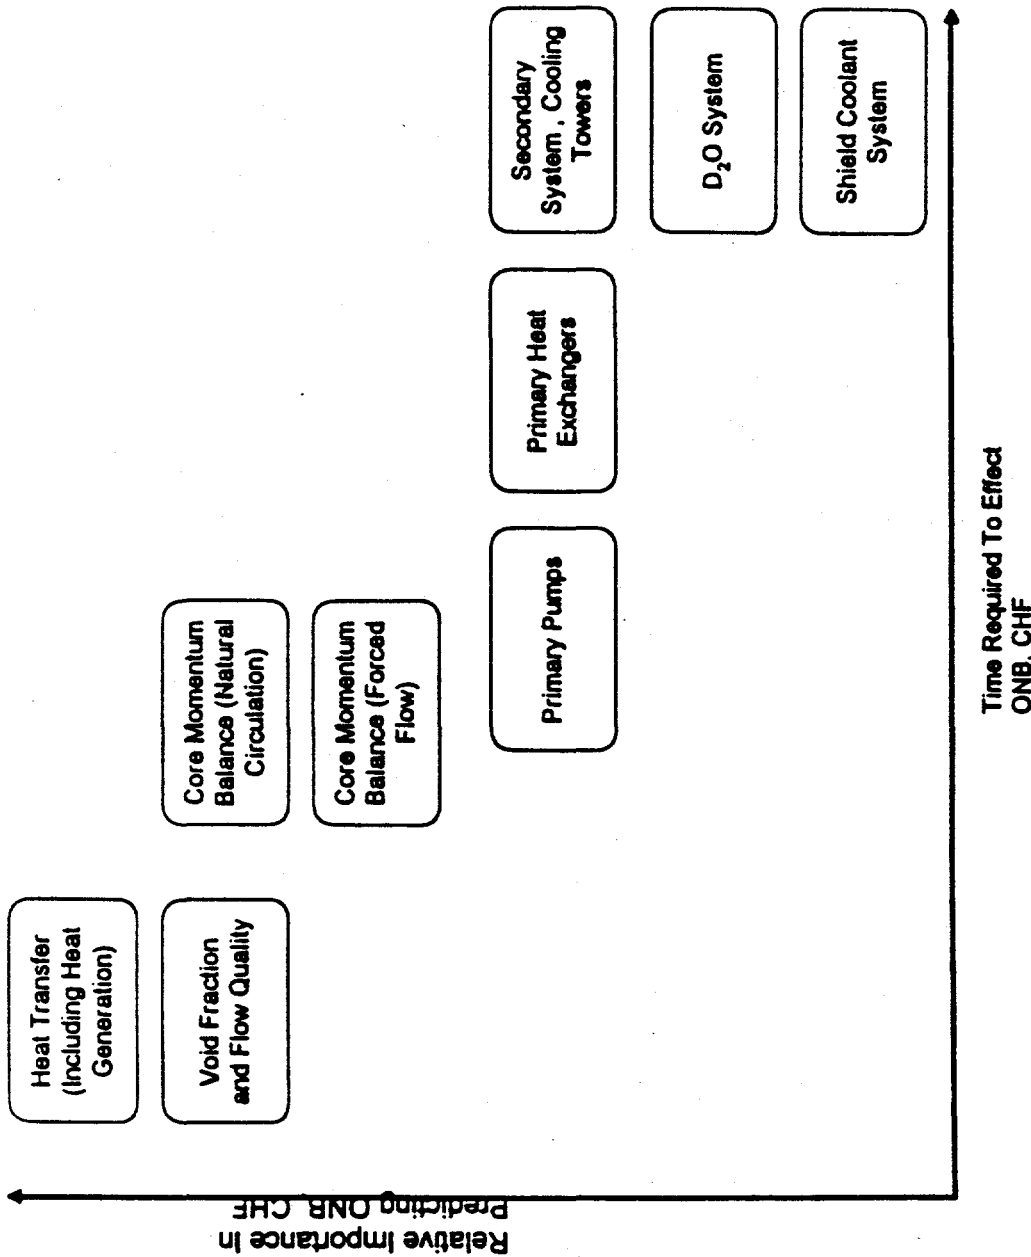 Relative Importance In
Predicting ONB, CHF
Heat Transfer
(Including Heat
Generation)
Void Fraction
and Flow Quality
Core Momentum
Balance (Natural
Circulation)
Core Momentum
Balance (Forced
Flow)
Primary Pumps
Primary Heat
Exchangers
Secondary
System , Cooling
Towers
D₂O System
Shield Coolant
System
Time Required To Effect
ONB, CHF